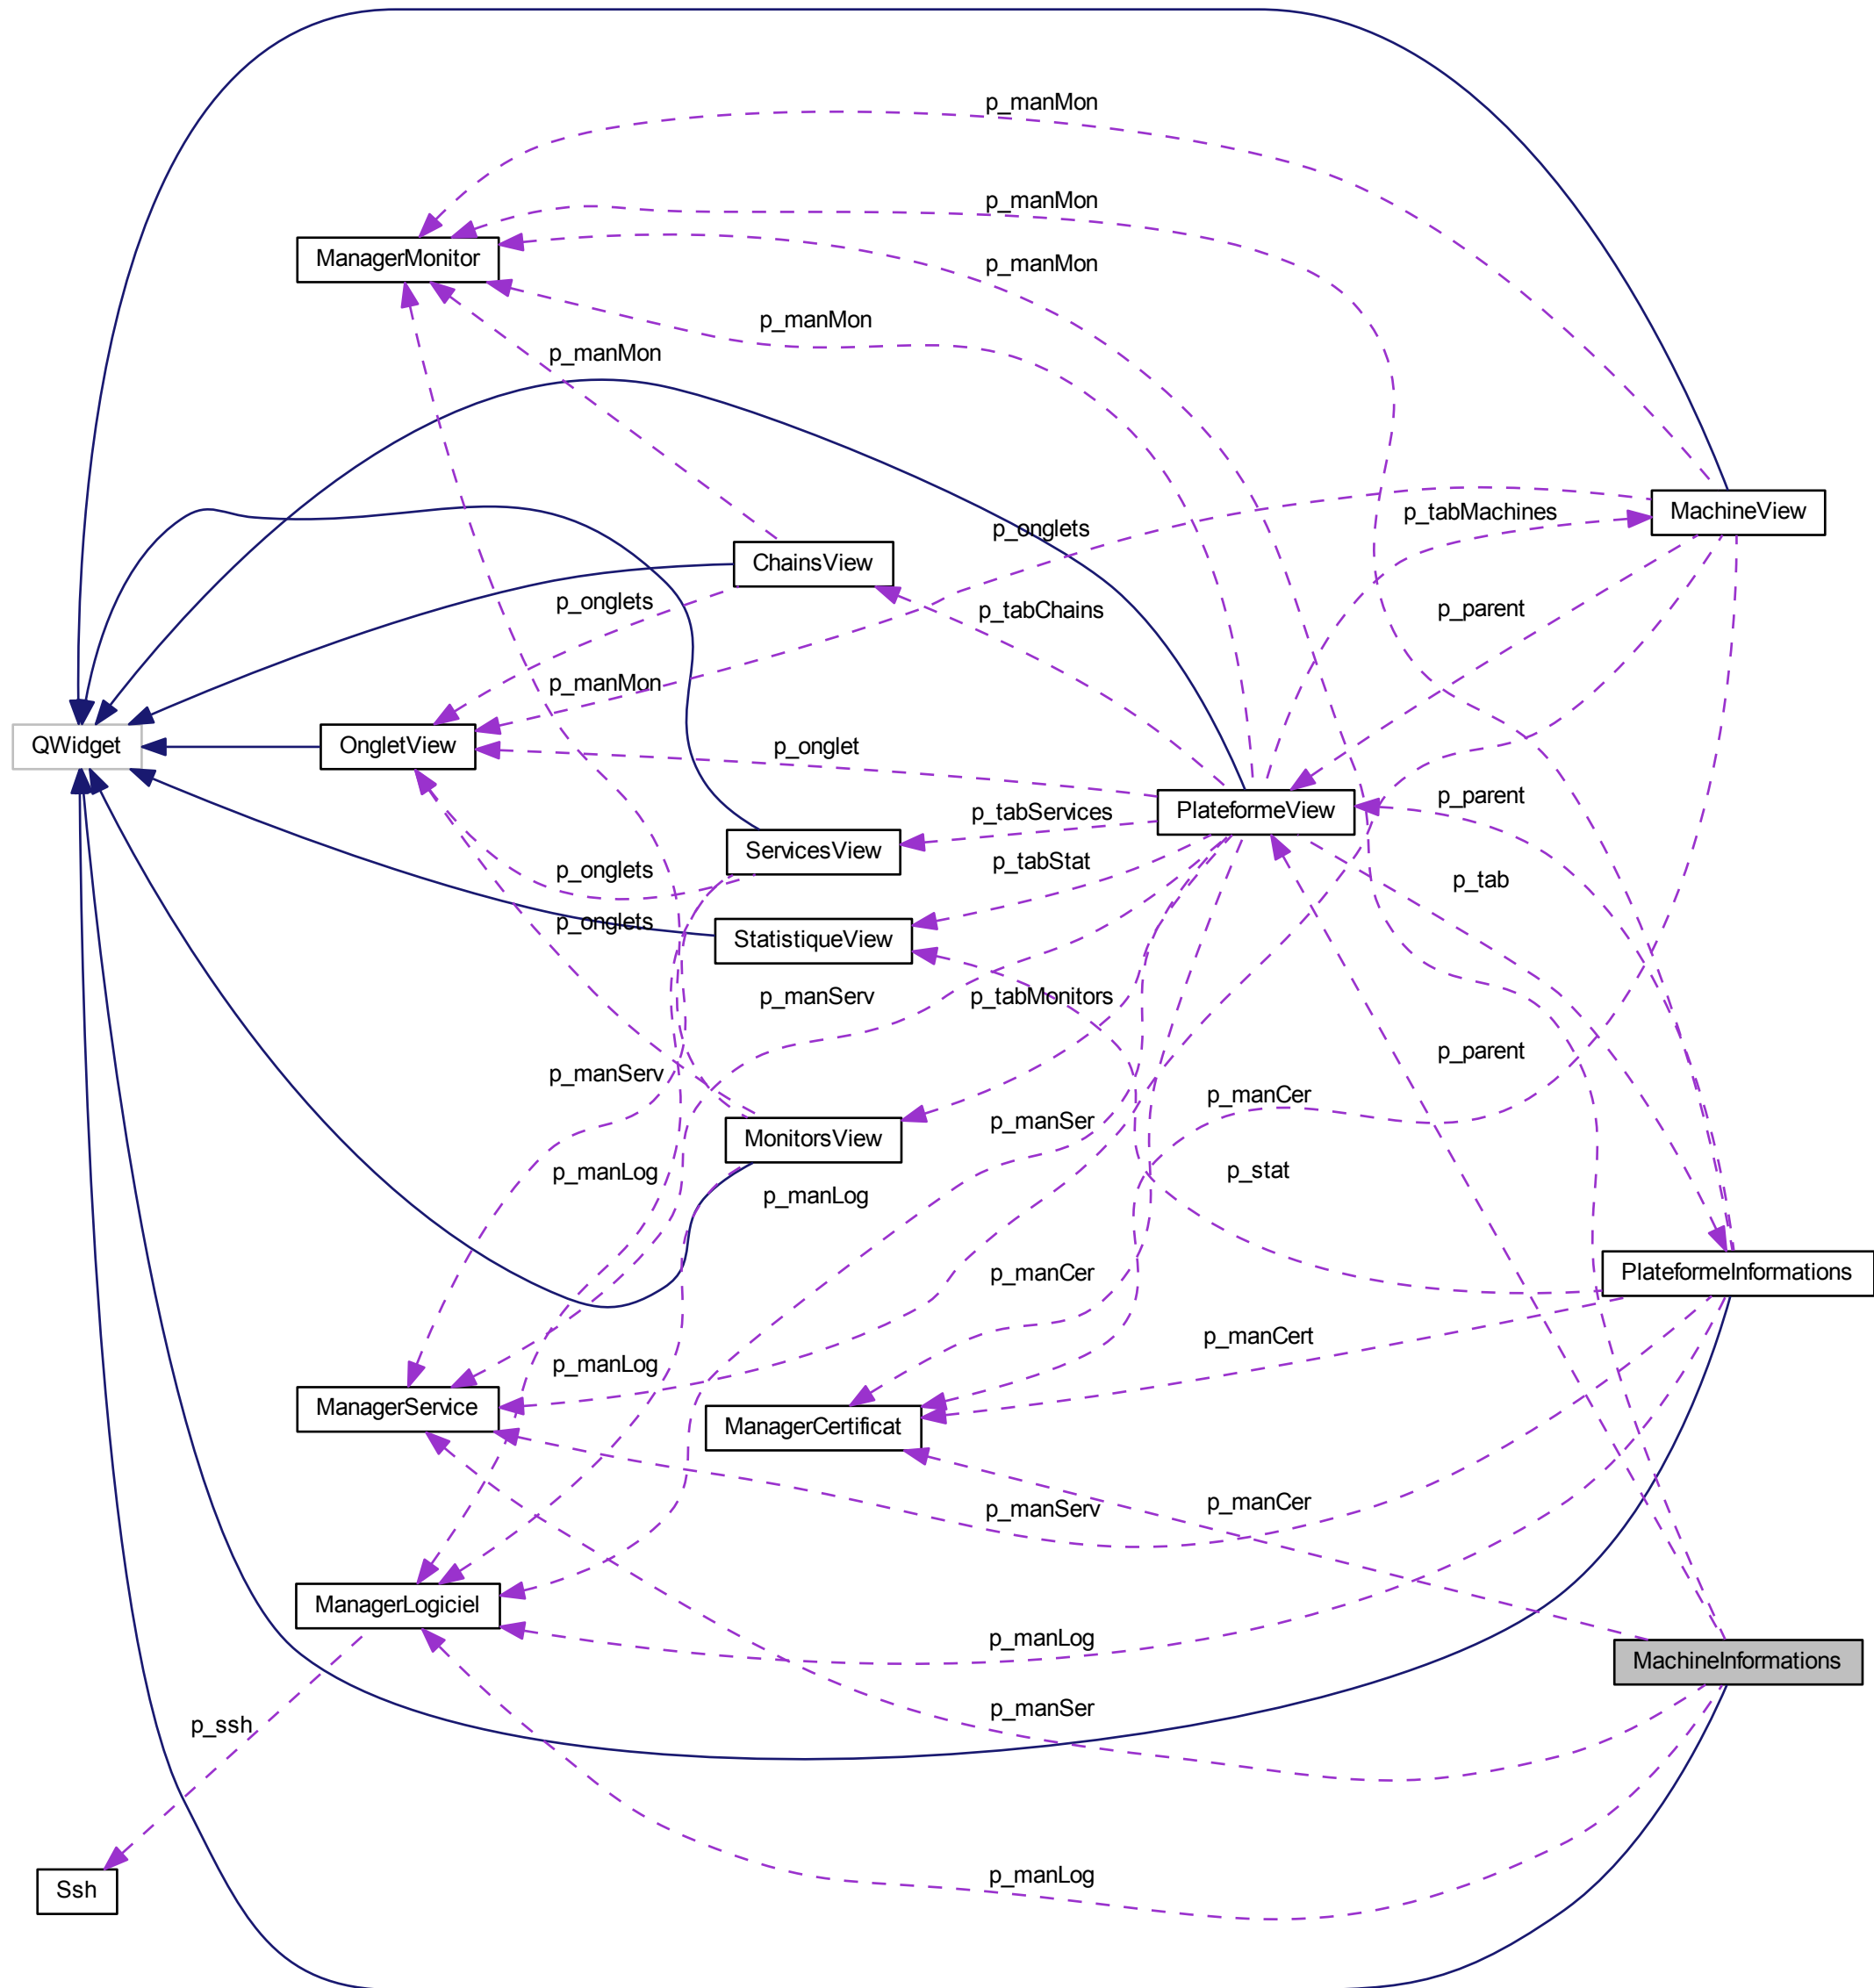 p_manMon
p_manMon
ManagerMonitor
p_manMon
p_manMon
p_manMon
MachineView
p_tabMachines
p_onglets
ChainsView
p_onglets
p_tabChains
p_parent
p_manMon
QWidget
OngletView
p_onglet
PlateformeView
p_parent
p_tabServices
ServicesView
p_onglets
p_tabStat
p_tab
p_onglets
StatistiqueView
p_manServ
p_tabMonitors
p_parent
p_manServ
p_manCer
MonitorsView
p_manSer
p_manLog
p_manLog
p_stat
p_manCer
PlateformeInformations
p_manCert
p_manLog
ManagerService
ManagerCertificat
p_manServ
p_manCer
ManagerLogiciel
p_manLog
MachineInformations
p_manSer
p_ssh
p_manLog
Ssh